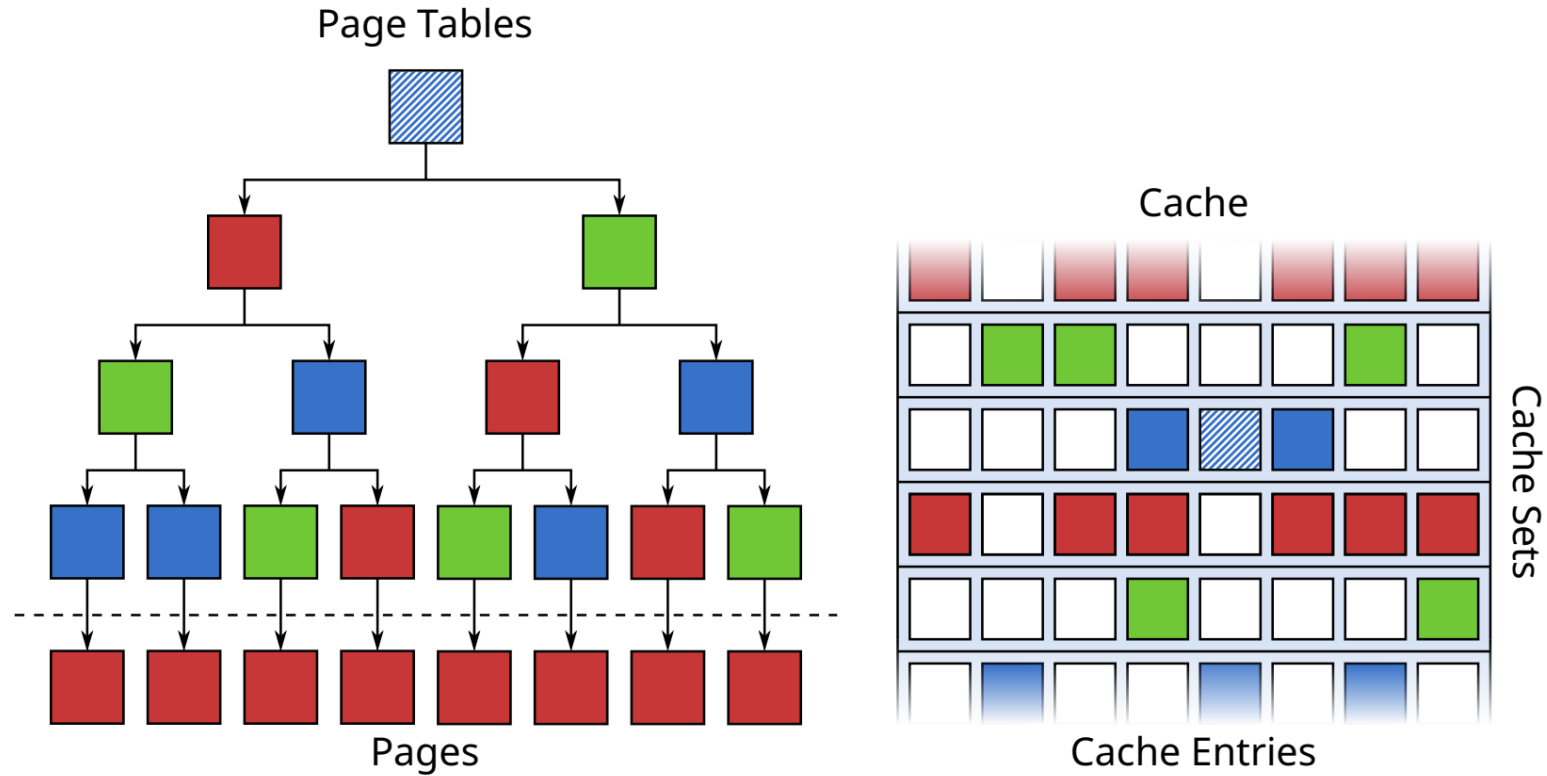 Page Tables
Cache
Cache Sets
Pages
Cache Entries